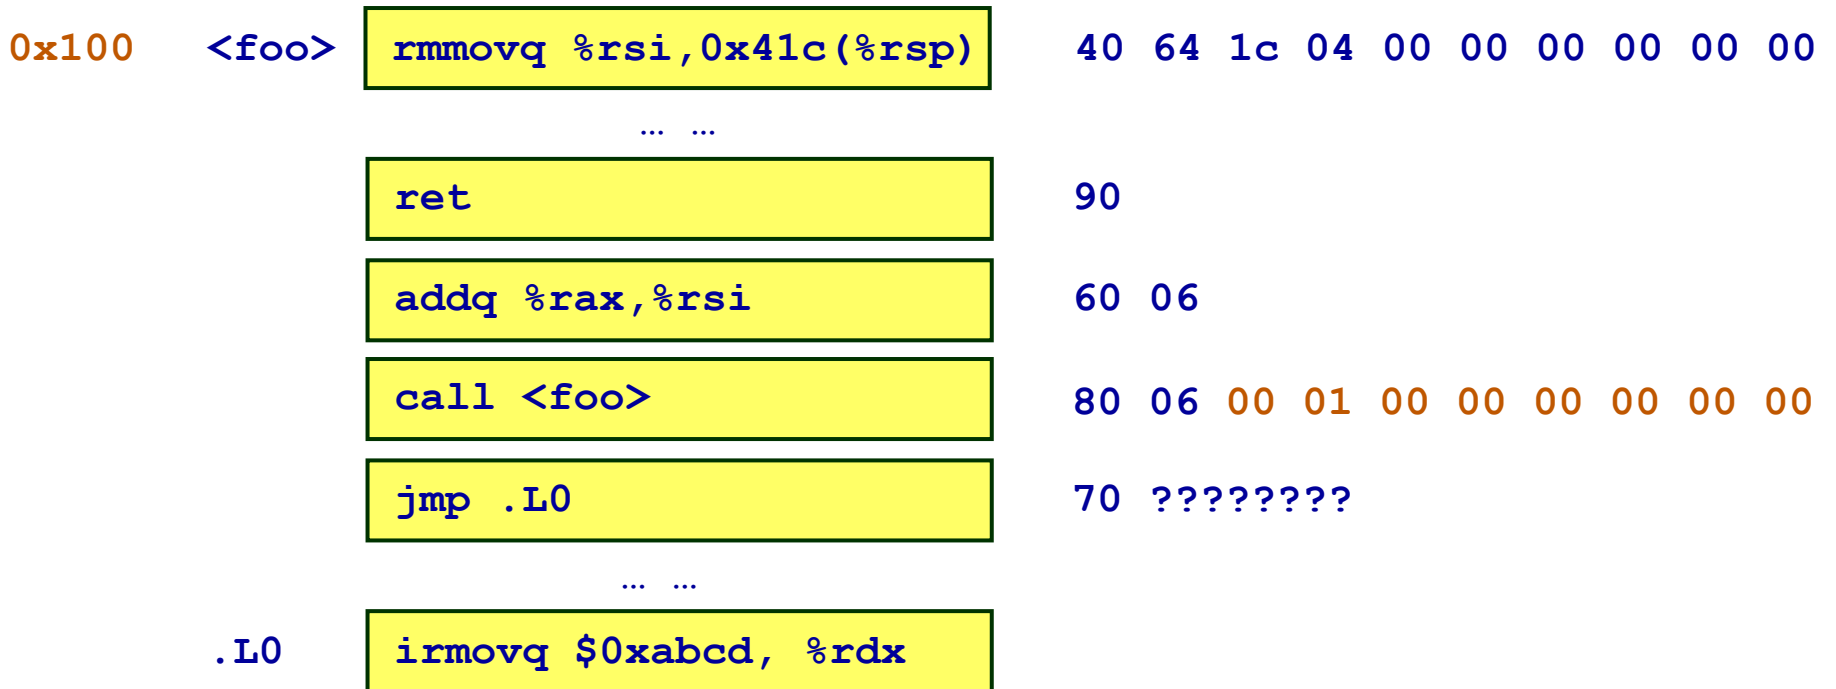 0x100 <foo> rmmovq %rsi,0x41c(%rsp) 40 64 1c 04 00 00 00 00 00 00
… …
ret 90
addq %rax,%rsi 60 06
call <foo> 80 06 00 01 00 00 00 00 00 00
jmp .L0 70 ????????
… …
.L0 irmovq $0xabcd, %rdx